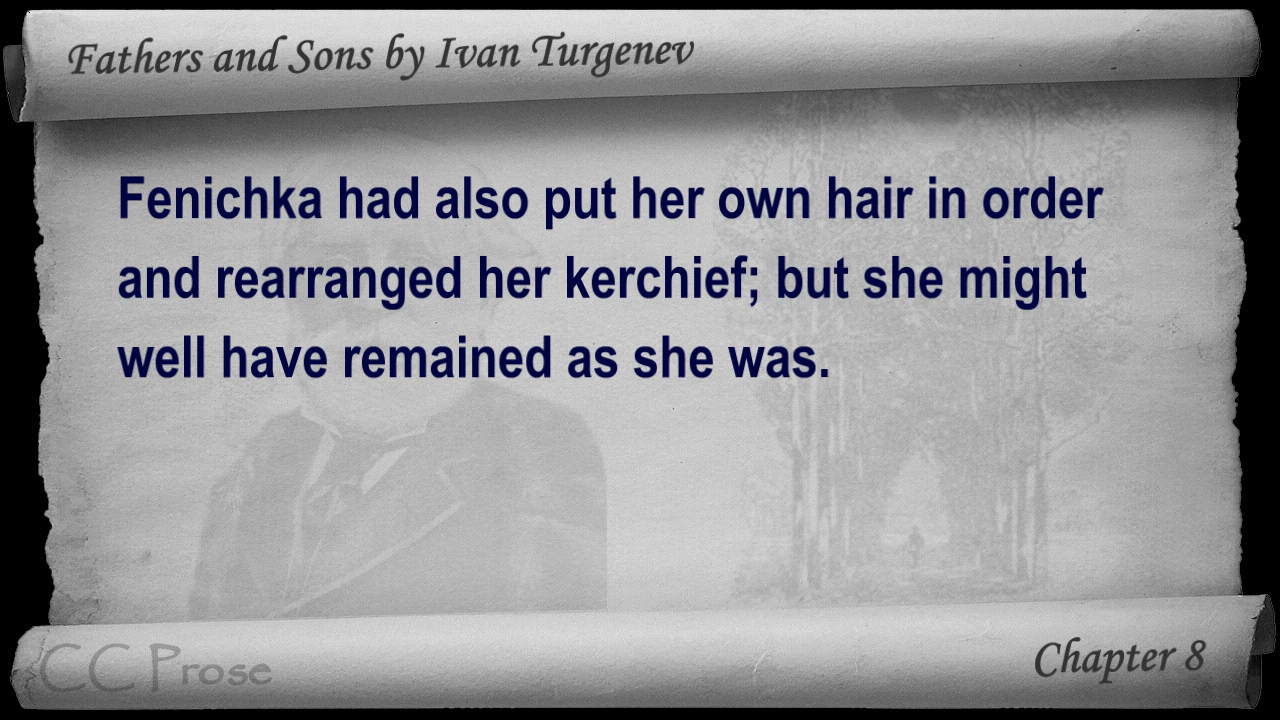 Fathers and Sons by Ivan Turgenev
Fenichka had also put her own hair in order
and rearranged her kerchief; but she might
well have remained as she was.
CC Prose
Chapter 8